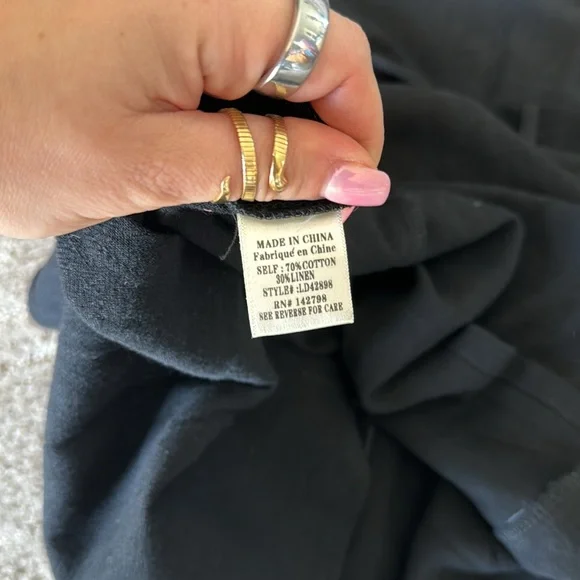 MADE IN CHINA
Fabriqué en Chine
SELF : 70%COTTON
30%LINEN
STYLE# :LD42898
RN# 142798
SEE REVERSE FOR CARE